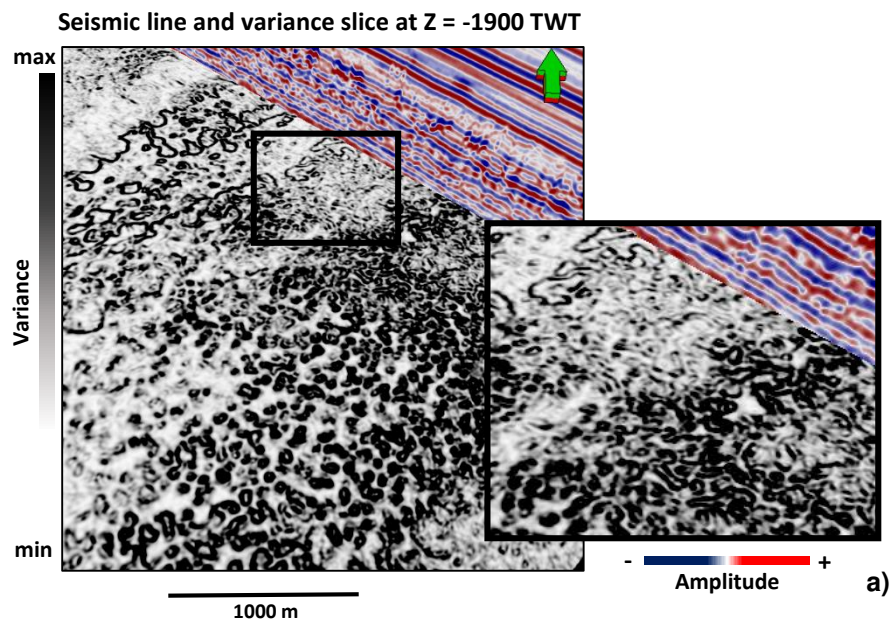 Seismic line and variance slice at Z = -1900 TWT
max
Variance
min
- +
Amplitude
a)
1000 m